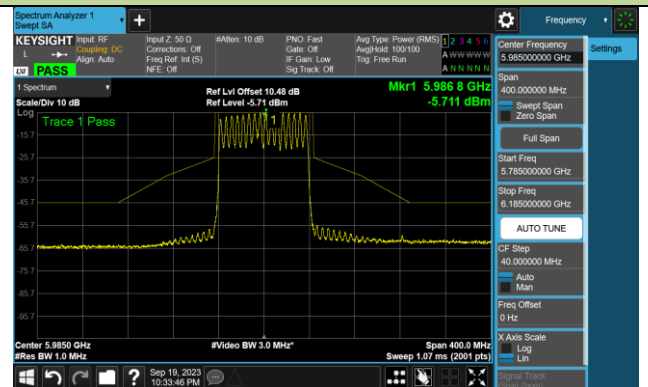 Spectrum Analyzer 1
Swept SA
Frequency
KEYSIGHT
Input: RF
Coupling: DC
Align: Auto
Input Z: 50 Ω
Corrections: Off
Freq Ref: Int (S)
NFE: Off
#Atten: 10 dB
PNO: Fast
Gate: Off
IF Gain: Low
Sig Track: Off
Avg Type: Power (RMS)
Avg|Hold: 100/100
Trig: Free Run
1 2 3 4 5 6
A W W W W W
A N N N N N
L
LXI
PASS
Center Frequency
5.985000000 GHz
Settings
Span
400.000000 MHz
Swept Span
Zero Span
Full Span
Start Freq
5.785000000 GHz
Stop Freq
6.185000000 GHz
AUTO TUNE
CF Step
40.000000 MHz
Auto
Man
Freq Offset
0 Hz
X Axis Scale
Log
Lin
Signal Track
(Span Zoom)
1 Spectrum
Scale/Div 10 dB
Ref Lvl Offset 10.48 dB
Ref Level -5.71 dBm
Mkr1 5.986 8 GHz
-5.711 dBm
Log
Trace 1 Pass
1
-15.7
-25.7
-35.7
-45.7
-55.7
-65.7
-75.7
-85.7
-95.7
Center 5.9850 GHz
#Res BW 1.0 MHz
#Video BW 3.0 MHz*
Span 400.0 MHz
Sweep 1.07 ms (2001 pts)
?
Sep 19, 2023
10:33:46 PM